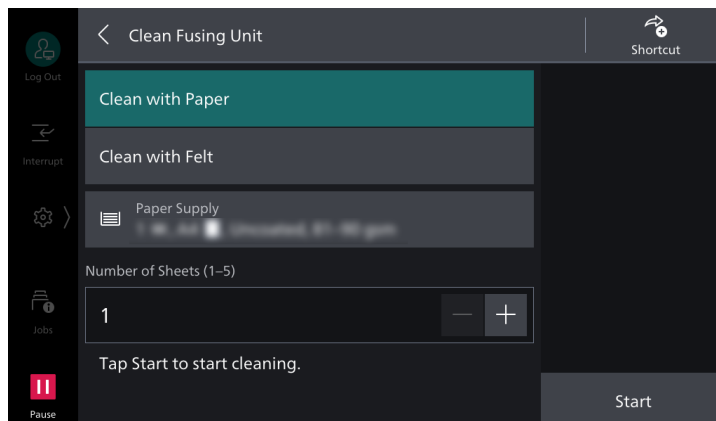 Clean Fusing Unit
Shortcut
Log Out
Clean with Paper
Interrupt
Clean with Felt
Paper Supply
Number of Sheets (1–5)
1
Jobs
Tap Start to start cleaning.
Pause
Start